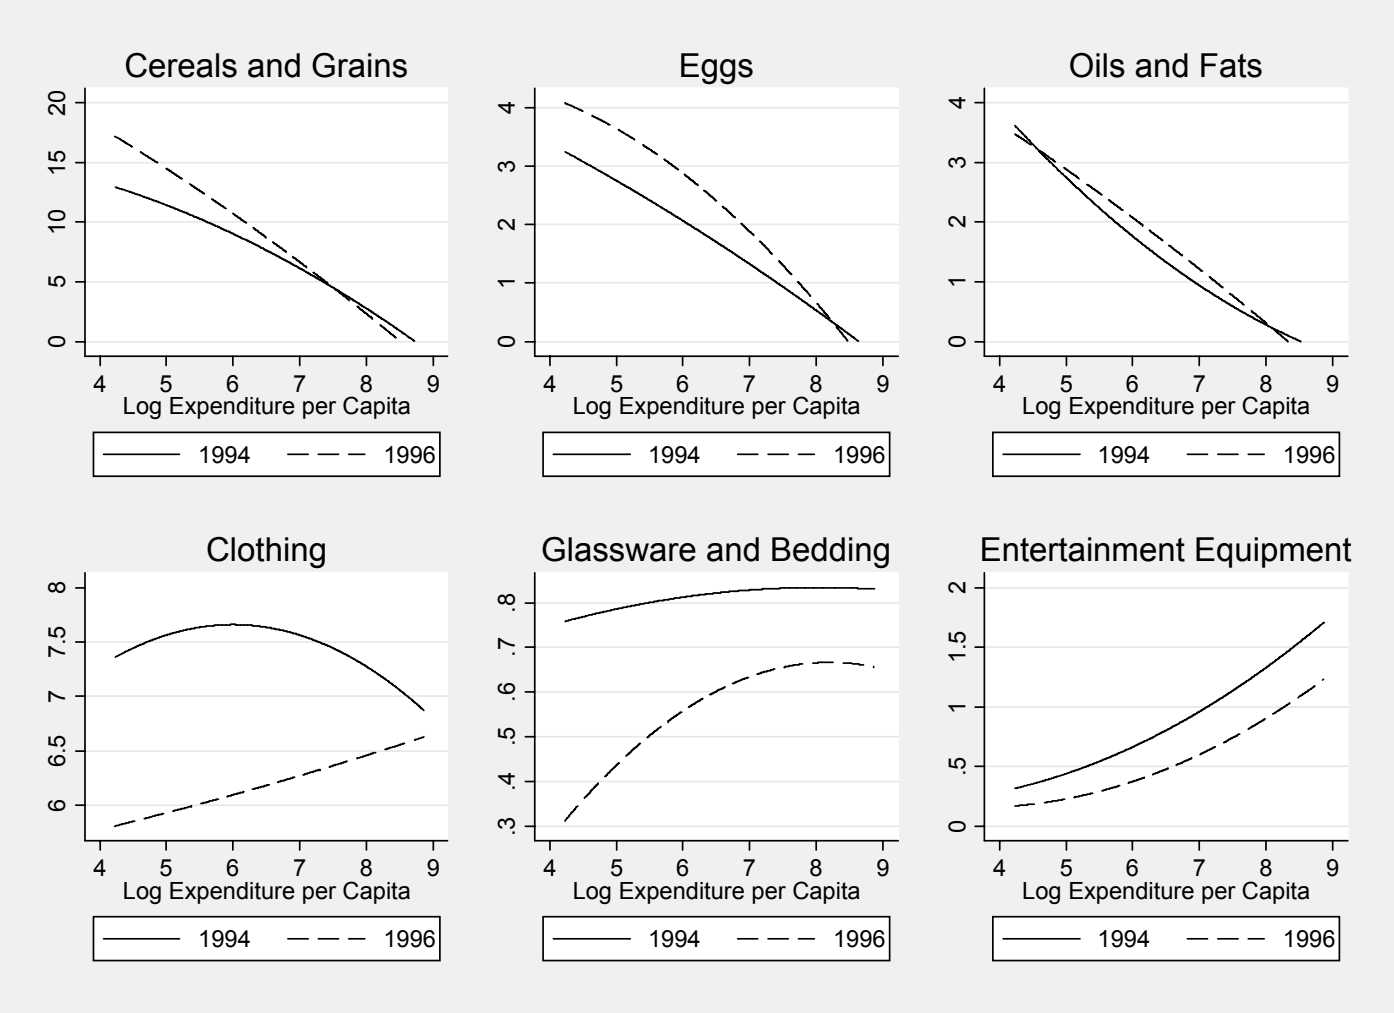 Cereals and Grains
20
15
10
5
0
4 5 6 7 8 9
Log Expenditure per Capita
1994 1996
Eggs
4
3
2
1
0
4 5 6 7 8 9
Log Expenditure per Capita
1994 1996
Oils and Fats
4
3
2
1
0
4 5 6 7 8 9
Log Expenditure per Capita
1994 1996
Clothing
8
7.5
7
6.5
6
4 5 6 7 8 9
Log Expenditure per Capita
1994 1996
Glassware and Bedding
.8
.7
.6
.5
.4
.3
4 5 6 7 8 9
Log Expenditure per Capita
1994 1996
Entertainment Equipment
2
1.5
1
.5
0
4 5 6 7 8 9
Log Expenditure per Capita
1994 1996